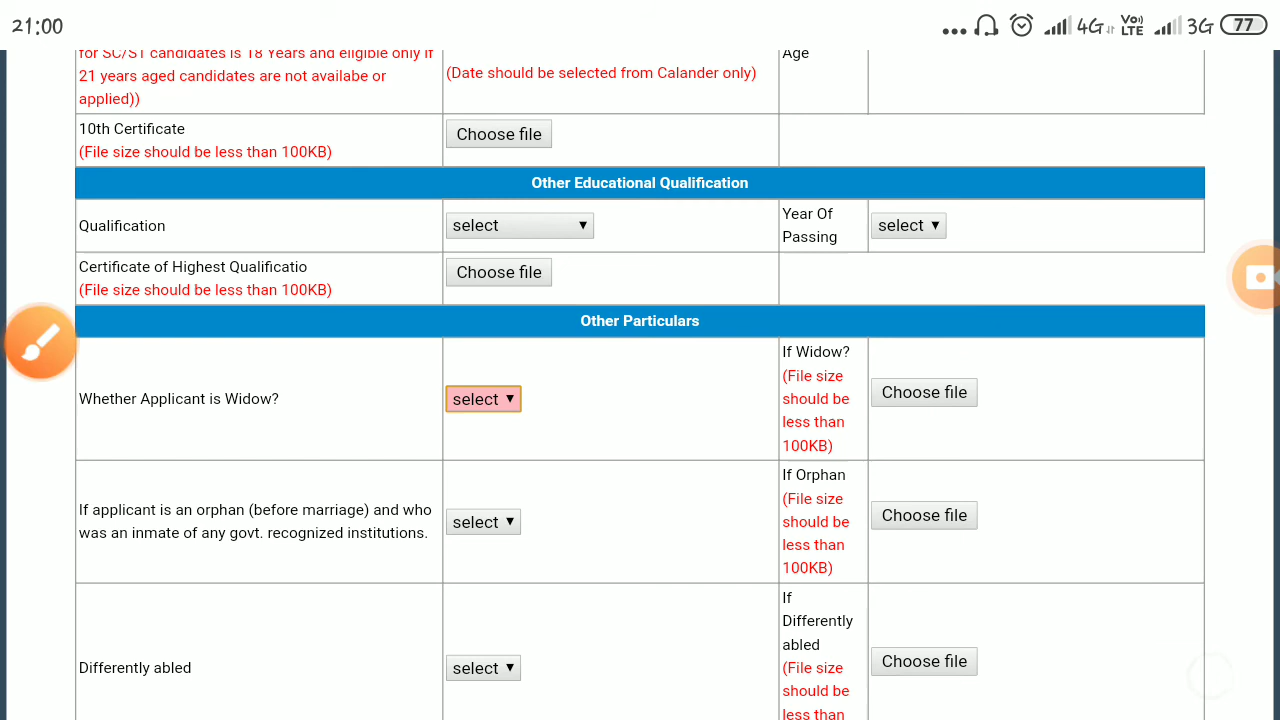 21:00
4G
Vo))
LTE
3G
77
for SC/ST candidates is 18 Years and eligible only if
21 years aged candidates are not availabe or
applied))
(Date should be selected from Calander only)
Age
10th Certificate
(File size should be less than 100KB)
Choose file
Other Educational Qualification
Qualification
select
Year Of
Passing
select
Certificate of Highest Qualificatio
(File size should be less than 100KB)
Choose file
Other Particulars
Whether Applicant is Widow?
select
If Widow?
(File size
should be
less than
100KB)
Choose file
If applicant is an orphan (before marriage) and who
was an inmate of any govt. recognized institutions.
select
If Orphan
(File size
should be
less than
100KB)
Choose file
Differently abled
select
If
Differently
abled
(File size
should be
less than
Choose file